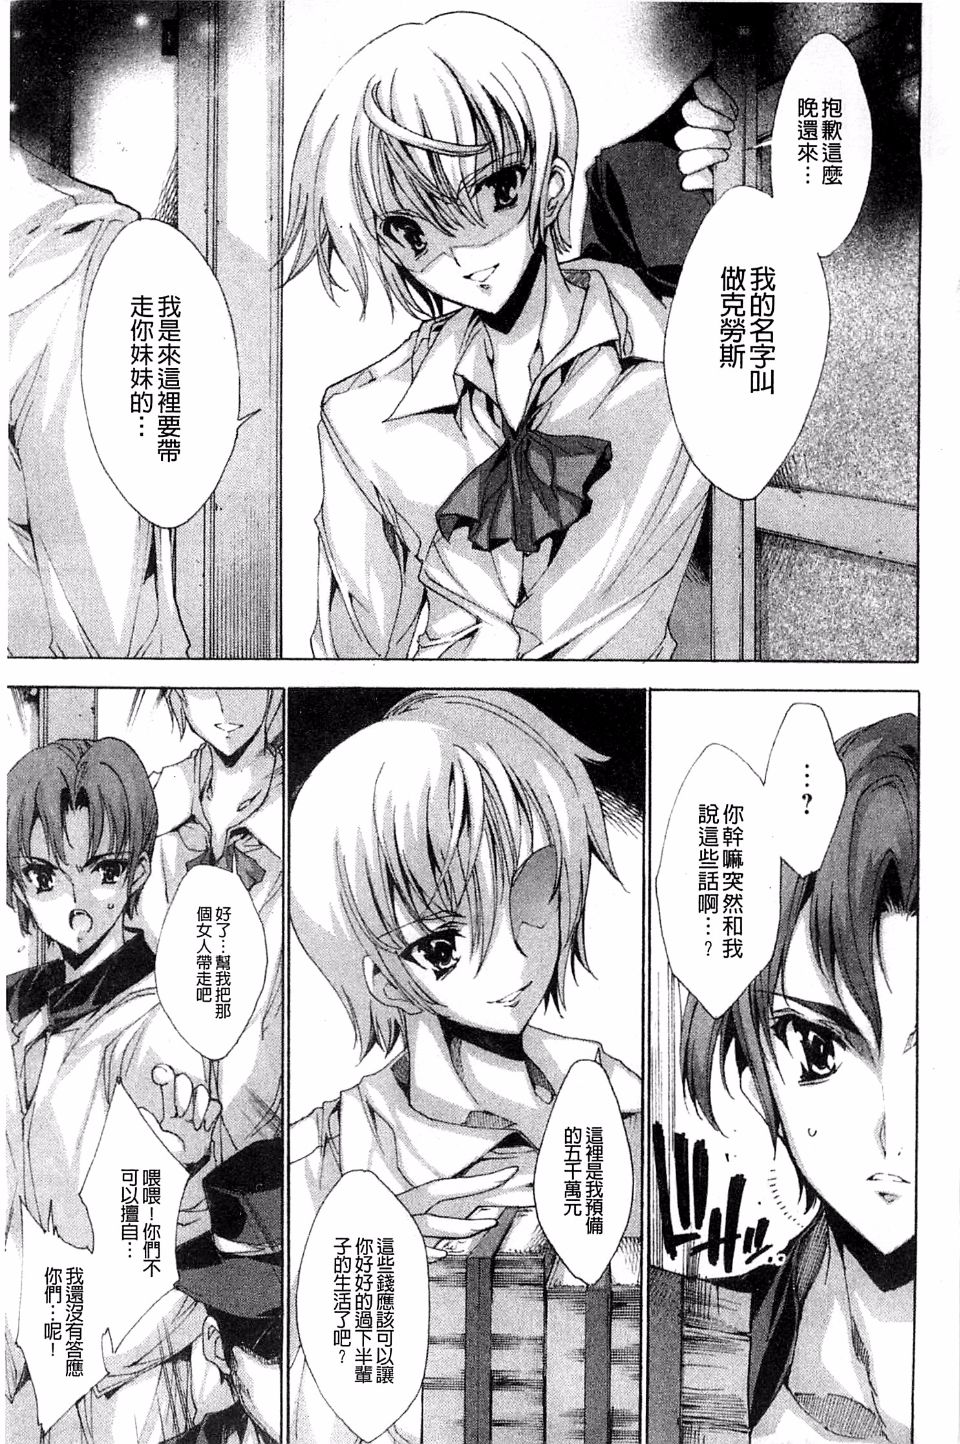 抱歉這麼
晚還來…
我的名字叫
做克勞斯
我是來這裡要帶
走你妹妹的…
…?
你幹嘛突然和我
說這些話啊…?
ドドドッ…
這裡是我預備
的五千萬元
這些錢應該可以讓
你好好的過下半輩
子的生活了吧?
好了…幫我把那
個女人帶走吧
喂喂!你們不
可以擅自…
我還沒有答應
你們…呢!